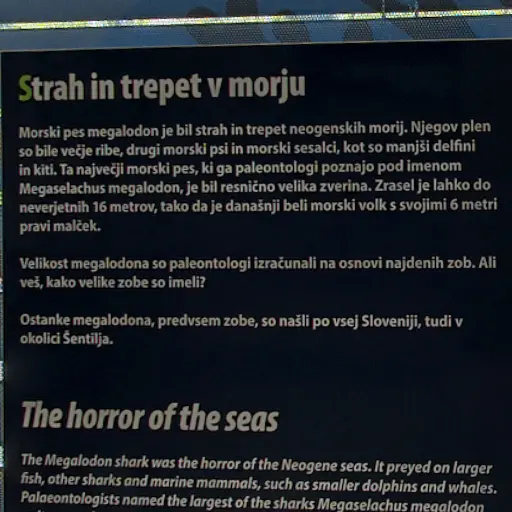 Strah in trepet v morju
Morski pes megalodon je bil strah in trepet neogenskih morij. Njegov plen
so bile večje ribe, drugi morski psi in morski sesalci, kot so manjši delfini
in kiti. Ta največji morski pes, ki ga paleontologi poznajo pod imenom
Megaselachus megalodon, je bil resnično velika zverina. Zrasel je lahko do
neverjetnih 16 metrov, tako da je današnji beli morski volk s svojimi 6 metri
pravi malček.
Velikost megalodona so paleontologi izračunali na osnovi najdenih zob. Ali
veš, kako velike zobe so imeli?
Ostanke megalodona, predvsem zobe, so našli po vsej Sloveniji, tudi v
okolici Šentilja.
The horror of the seas
The Megalodon shark was the horror of the Neogene seas. It preyed on larger
fish, other sharks and marine mammals, such as smaller dolphins and whales.
Palaeontologists named the largest of the sharks Megaselachus megalodon